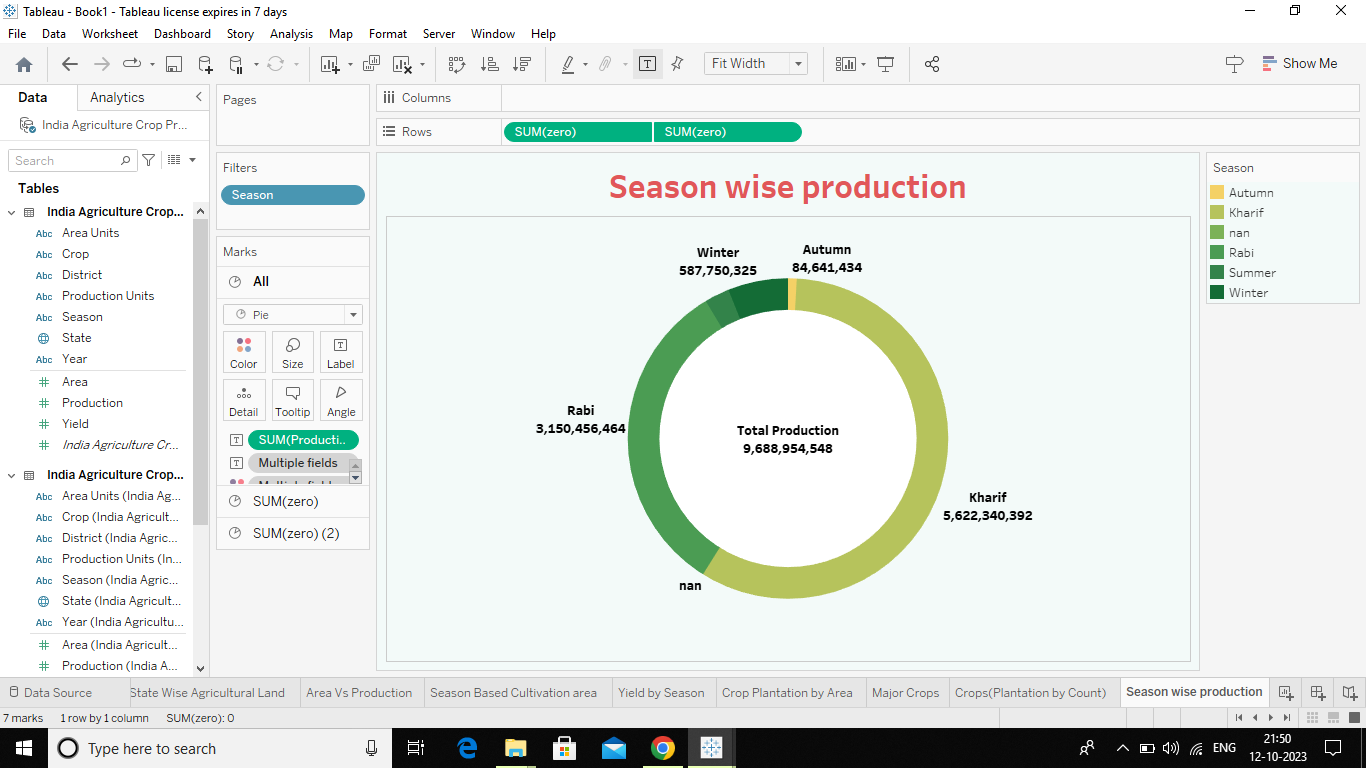 Tableau - Book1 - Tableau license expires in 7 days
File Data Worksheet Dashboard Story Analysis Map Format Server Window Help
Fit Width
Show Me
Data Analytics
India Agriculture Crop Pr...
Search
Tables
India Agriculture Crop...
Abc Area Units
Abc Crop
Abc District
Abc Production Units
Abc Season
State
Abc Year
Area
Production
Yield
India Agriculture Cr...
India Agriculture Crop...
Abc Area Units (India Ag...
Abc Crop (India Agricult...
Abc District (India Agric...
Abc Production Units (In...
Abc Season (India Agric...
State (India Agricult...
Abc Year (India Agricultu...
Area (India Agricult...
Production (India A...
Pages
Filters
Season
Marks
All
Pie
Color Size Label
Detail Tooltip Angle
SUM(Producti..
Multiple fields
SUM(zero)
SUM(zero) (2)
Columns
Rows SUM(zero) SUM(zero)
Season wise production
Winter
587,750,325
Autumn
84,641,434
Rabi
3,150,456,464
Total Production
9,688,954,548
Kharif
5,622,340,392
nan
Season
Autumn
Kharif
nan
Rabi
Summer
Winter
Data Source State Wise Agricultural Land Area Vs Production Season Based Cultivation area Yield by Season Crop Plantation by Area Major Crops Crops(Plantation by Count) Season wise production
7 marks 1 row by 1 column SUM(zero): 0
Type here to search
ENG
21:50
12-10-2023